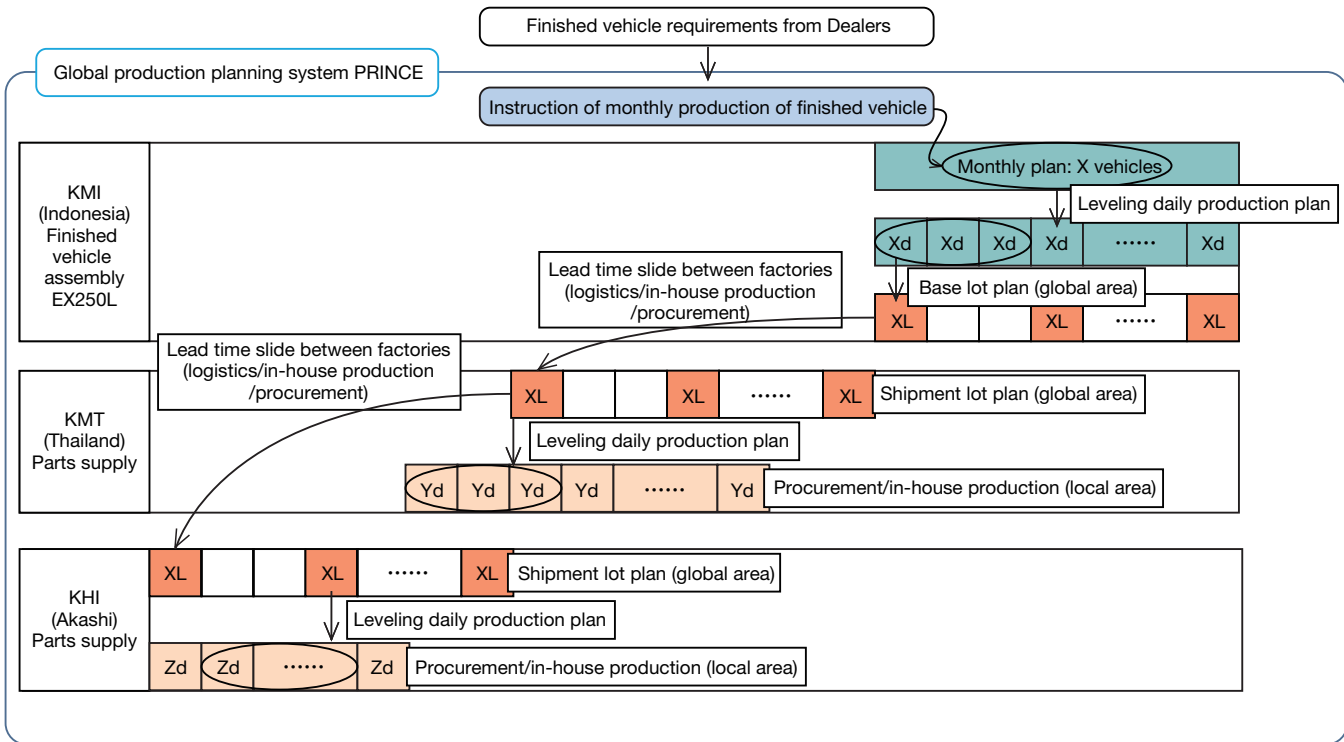 Finished vehicle requirements from Dealers
Global production planning system PRINCE
Instruction of monthly production of finished vehicle
KMI
(Indonesia)
Finished
vehicle
assembly
EX250L
Monthly plan: X vehicles
Leveling daily production plan
Xd Xd Xd Xd ...... Xd
Lead time slide between factories
(logistics/in-house production
/procurement)
Base lot plan (global area)
XL XL ...... XL
Lead time slide between factories
(logistics/in-house production
/procurement)
KMT
(Thailand)
Parts supply
XL XL ...... XL
Shipment lot plan (global area)
Leveling daily production plan
Yd Yd Yd Yd ...... Yd
Procurement/in-house production (local area)
KHI
(Akashi)
Parts supply
XL XL ...... XL
Shipment lot plan (global area)
Leveling daily production plan
Zd Zd ...... Zd
Procurement/in-house production (local area)